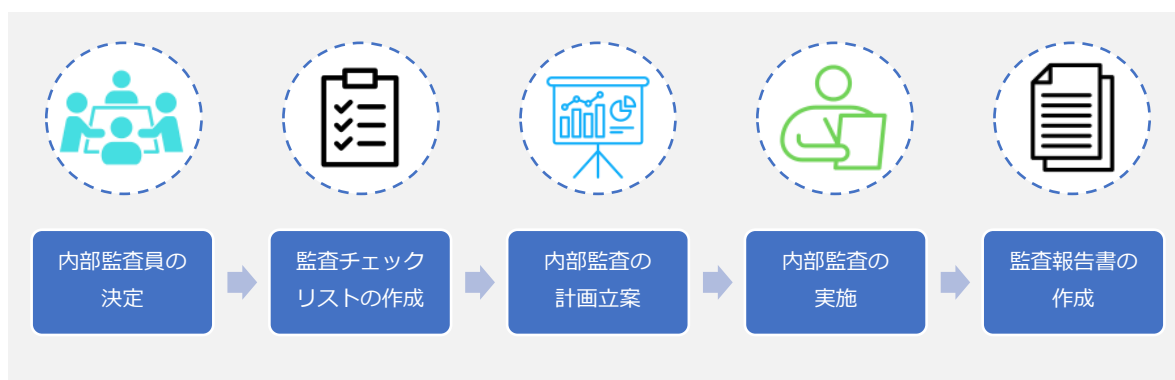 内部監査員の
決定
監査チェック
リストの作成
内部監査の
計画立案
内部監査の
実施
監査報告書の
作成